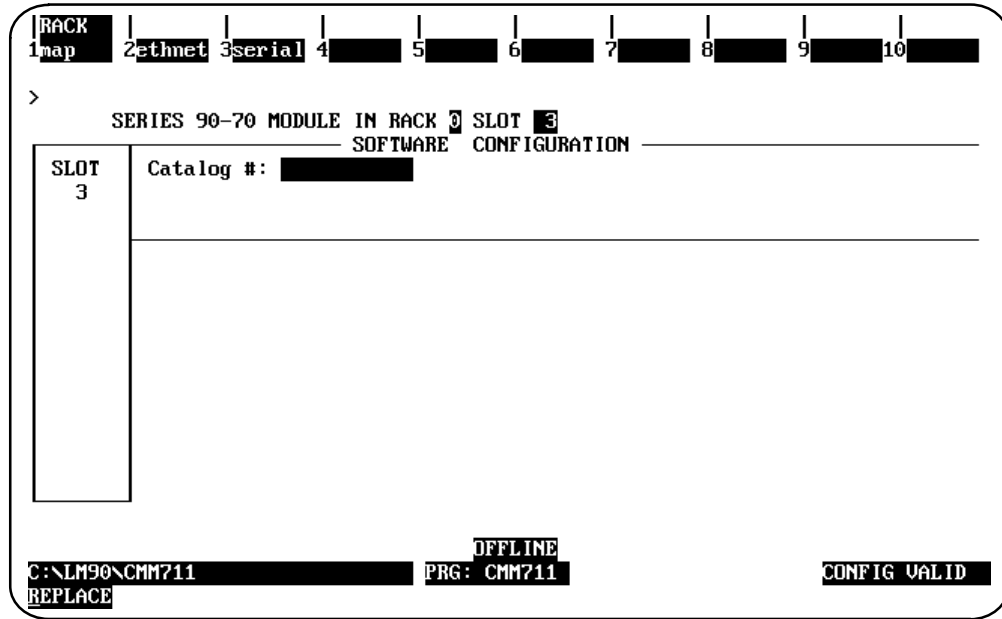 RACK
1map 2ethnet 3serial 4 5 6 7 8 9 10
>
SERIES 90-70 MODULE IN RACK 0 SLOT 3
SOFTWARE CONFIGURATION
SLOT Catalog #:
3
OFFLINE
C:\LM90\CMM711 PRG: CMM711 CONFIG VALID
REPLACE